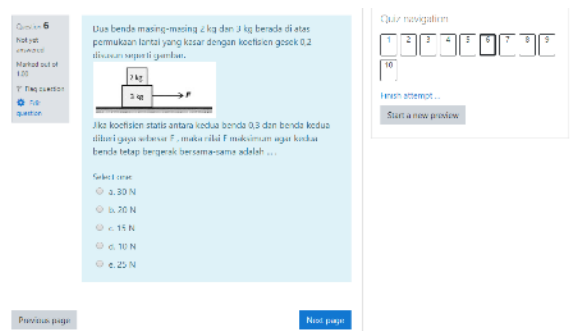 Question 6
Not yet
answered
Marked out of
1.00
Flag question
Edit
question
Dua benda masing-masing 2 kg dan 3 kg berada di atas
permukaan lantai yang kasar dengan koefisien gesek 0,2
disusun seperti gambar.
2 kg
3 kg
F
Jika koefisien statis antara kedua benda 0,3 dan benda kedua
diberi gaya sebesar F , maka nilai F maksimum agar kedua
benda tetap bergerak bersama-sama adalah ....
Select one:
a. 30 N
b. 20 N
c. 15 N
d. 10 N
e. 25 N
Previous page
Next page
Quiz navigation
1 2 3 4 5 6 7 8 9
10
Finish attempt ...
Start a new preview